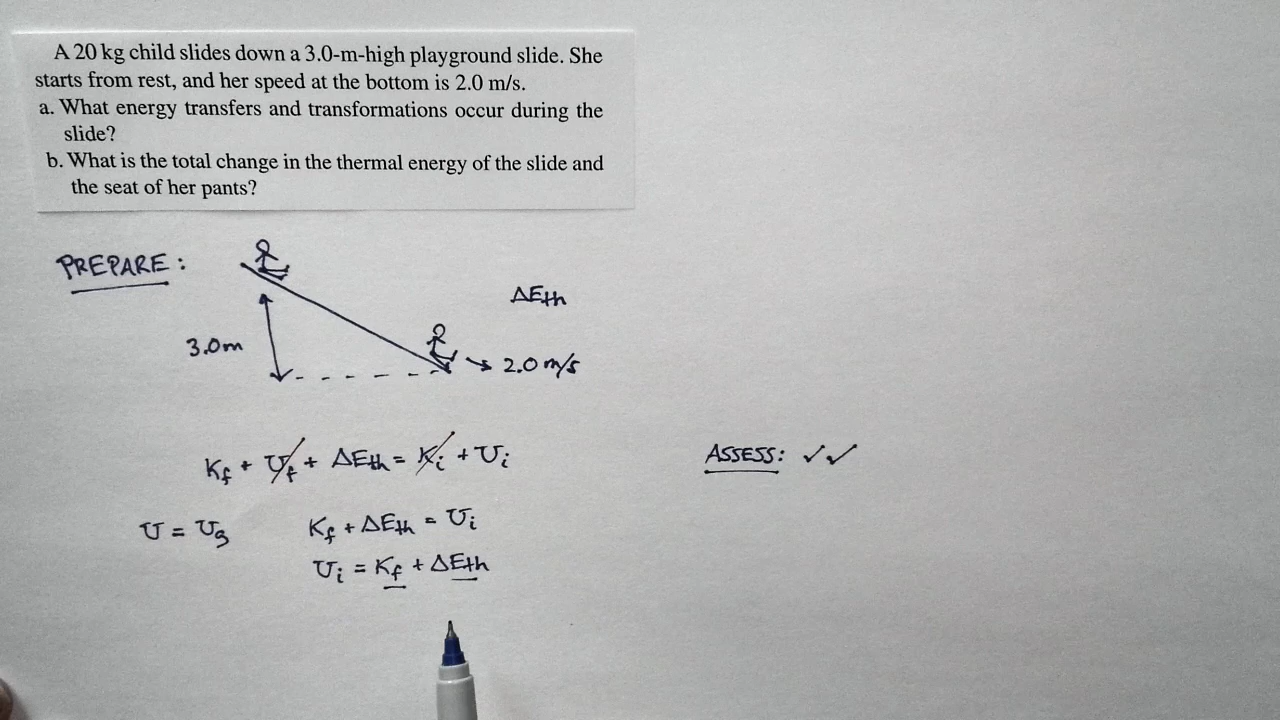 A 20 kg child slides down a 3.0-m-high playground slide. She
starts from rest, and her speed at the bottom is 2.0 m/s.
a. What energy transfers and transformations occur during the
slide?
b. What is the total change in the thermal energy of the slide and
the seat of her pants?
PREPARE:
ΔEth
3.0m
2.0 m/s
Kf + Uf + ΔEth = Ki + Ui
ASSESS: ✓✓
U = Ug
Kf + ΔEth = Ui
Ui = Kf + ΔEth